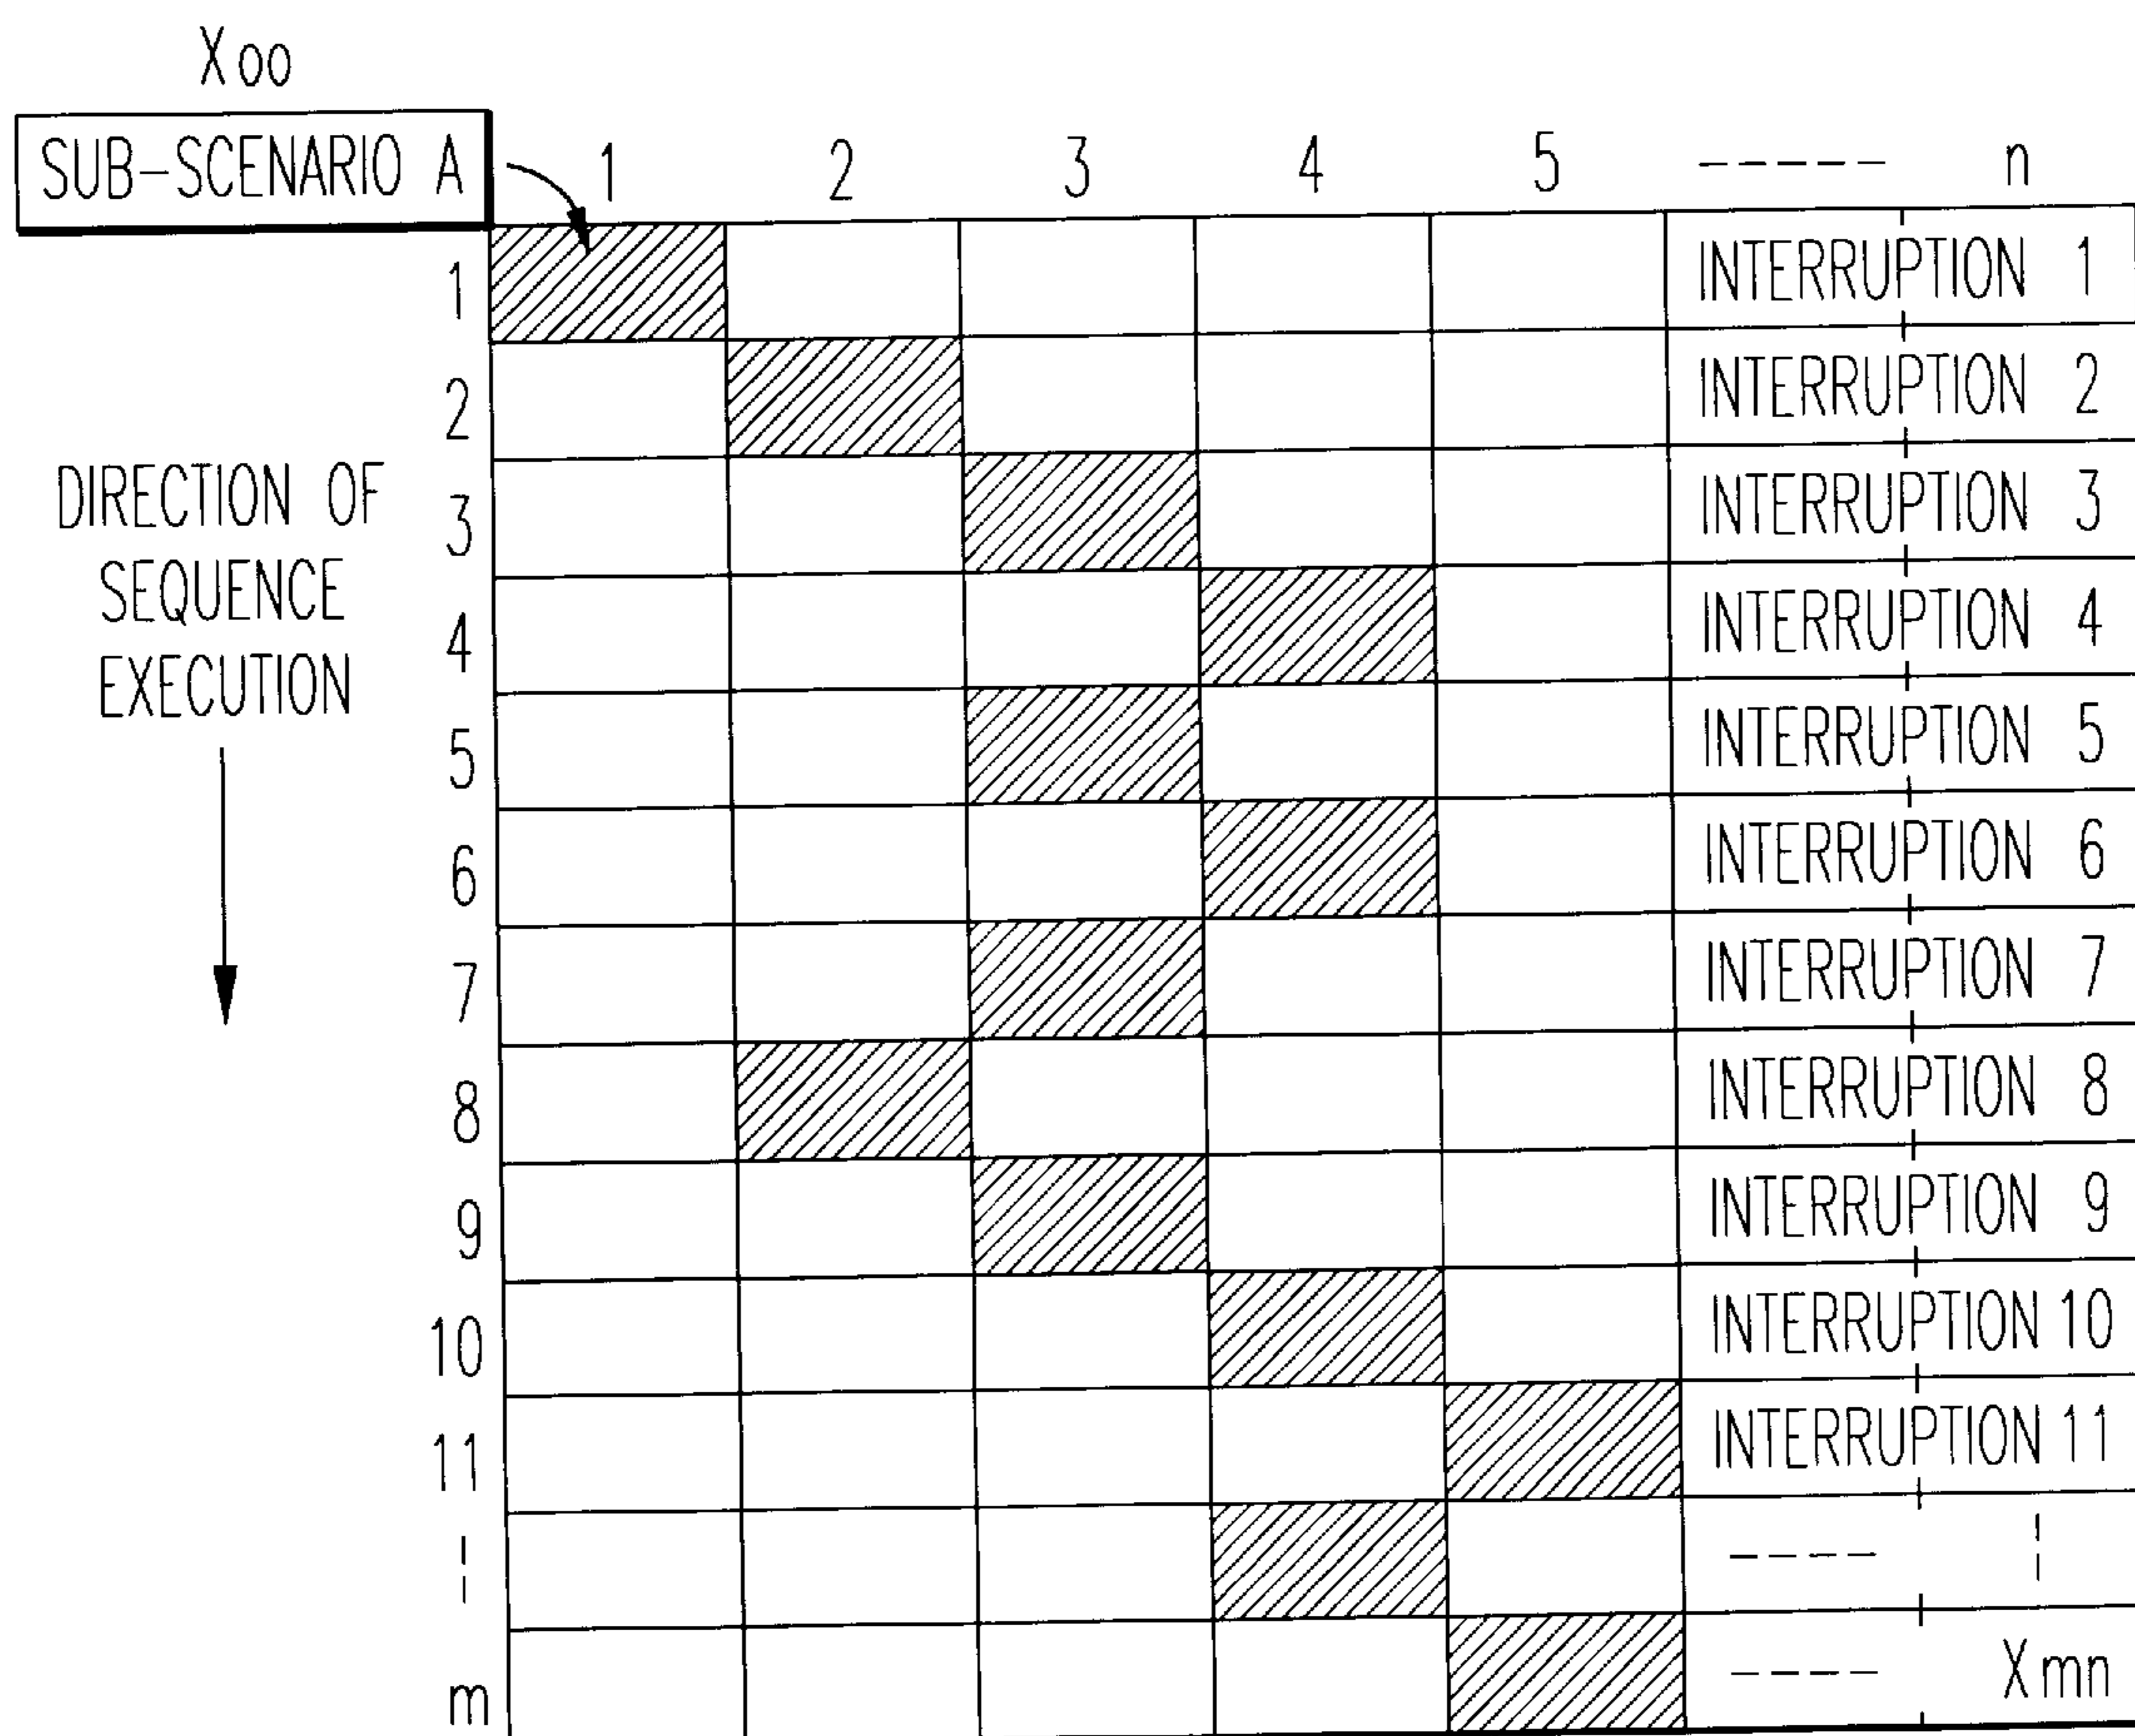 Xoo
SUB-SCENARIO A 1 2 3 4 5 ----- n
1 INTERRUPTION 1
2 INTERRUPTION 2
DIRECTION OF
SEQUENCE
EXECUTION
3 INTERRUPTION 3
4 INTERRUPTION 4
5 INTERRUPTION 5
6 INTERRUPTION 6
7 INTERRUPTION 7
8 INTERRUPTION 8
9 INTERRUPTION 9
10 INTERRUPTION 10
11 INTERRUPTION 11
m ---- Xmn